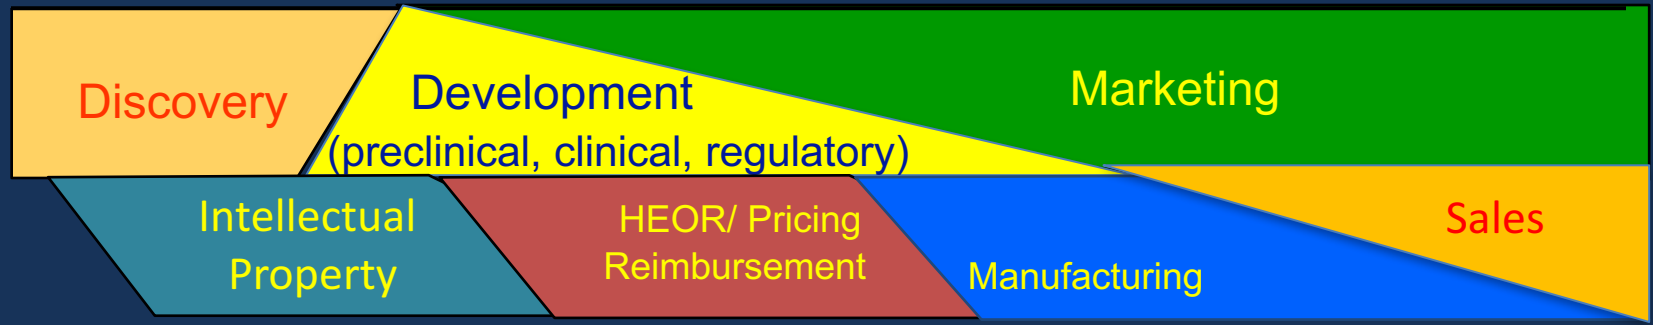 Discovery
Development
(preclinical, clinical, regulatory)
Marketing
Intellectual
Property
HEOR/ Pricing
Reimbursement
Manufacturing
Sales